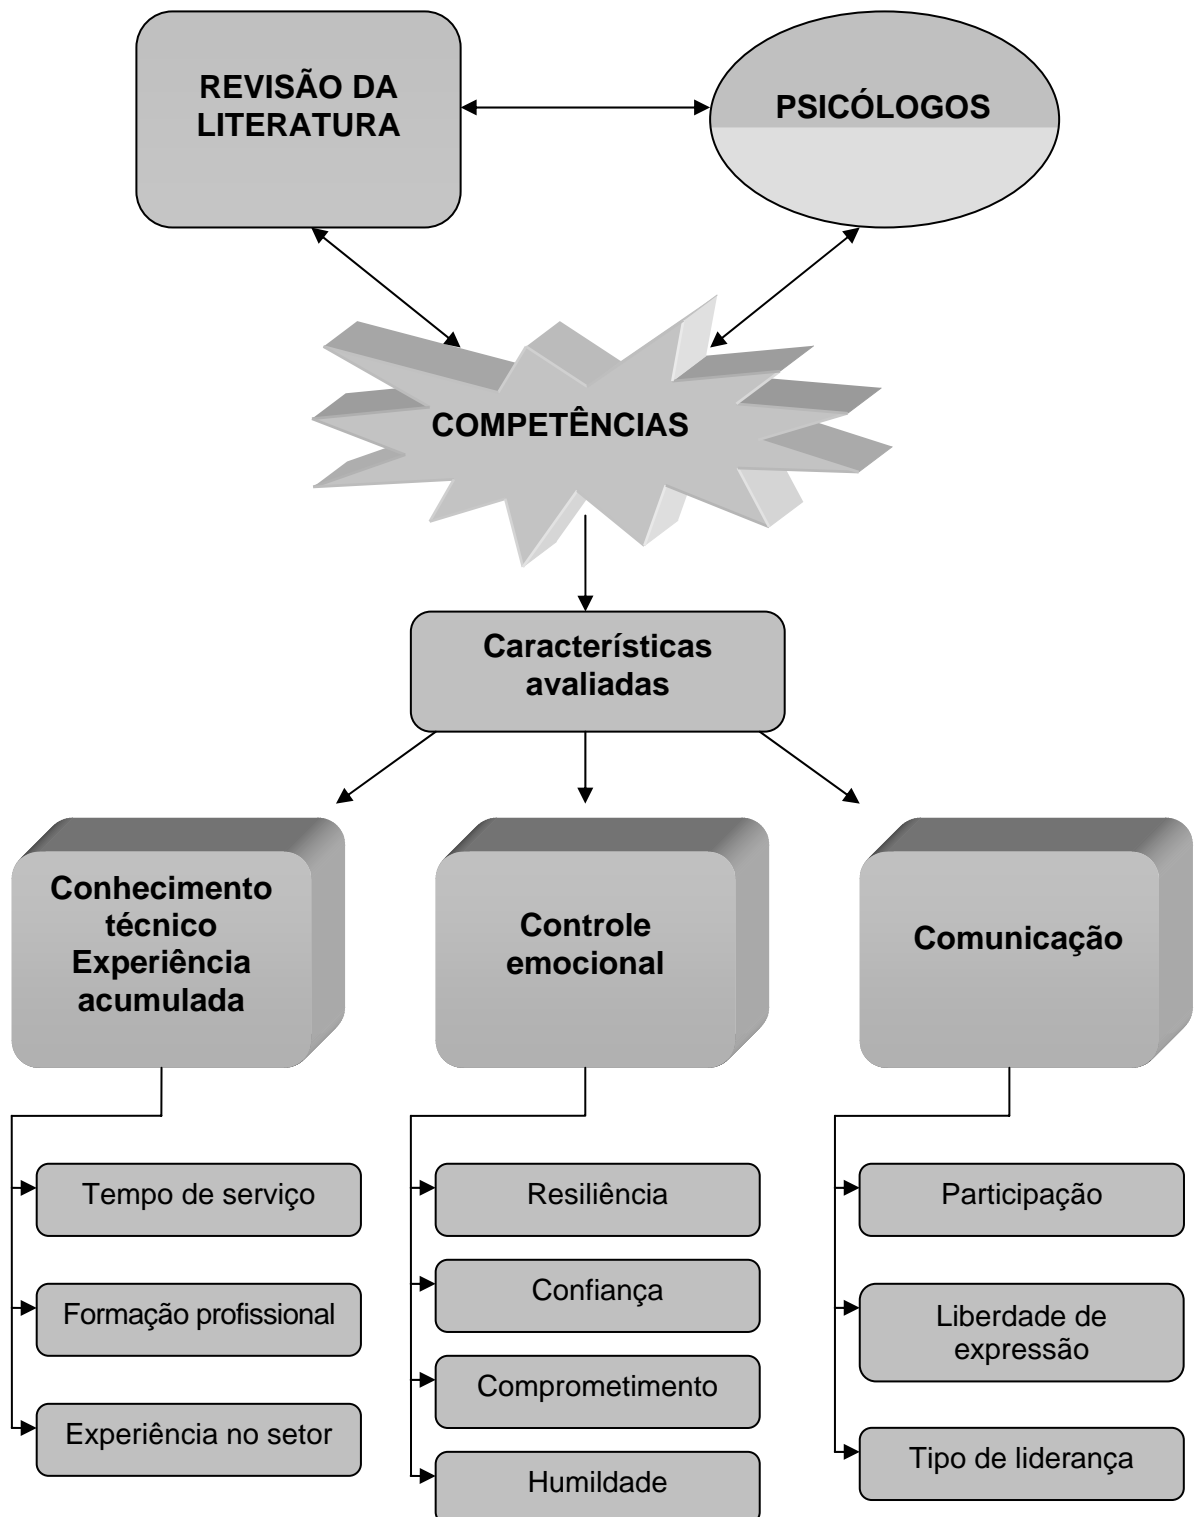 REVISÃO DA
LITERATURA
PSICÓLOGOS
COMPETÊNCIAS
Características
avaliadas
Conhecimento
técnico
Experiência
acumulada
Controle
emocional
Comunicação
Tempo de serviço
Formação profissional
Experiência no setor
Resiliência
Confiança
Comprometimento
Humildade
Participação
Liberdade de
expressão
Tipo de liderança